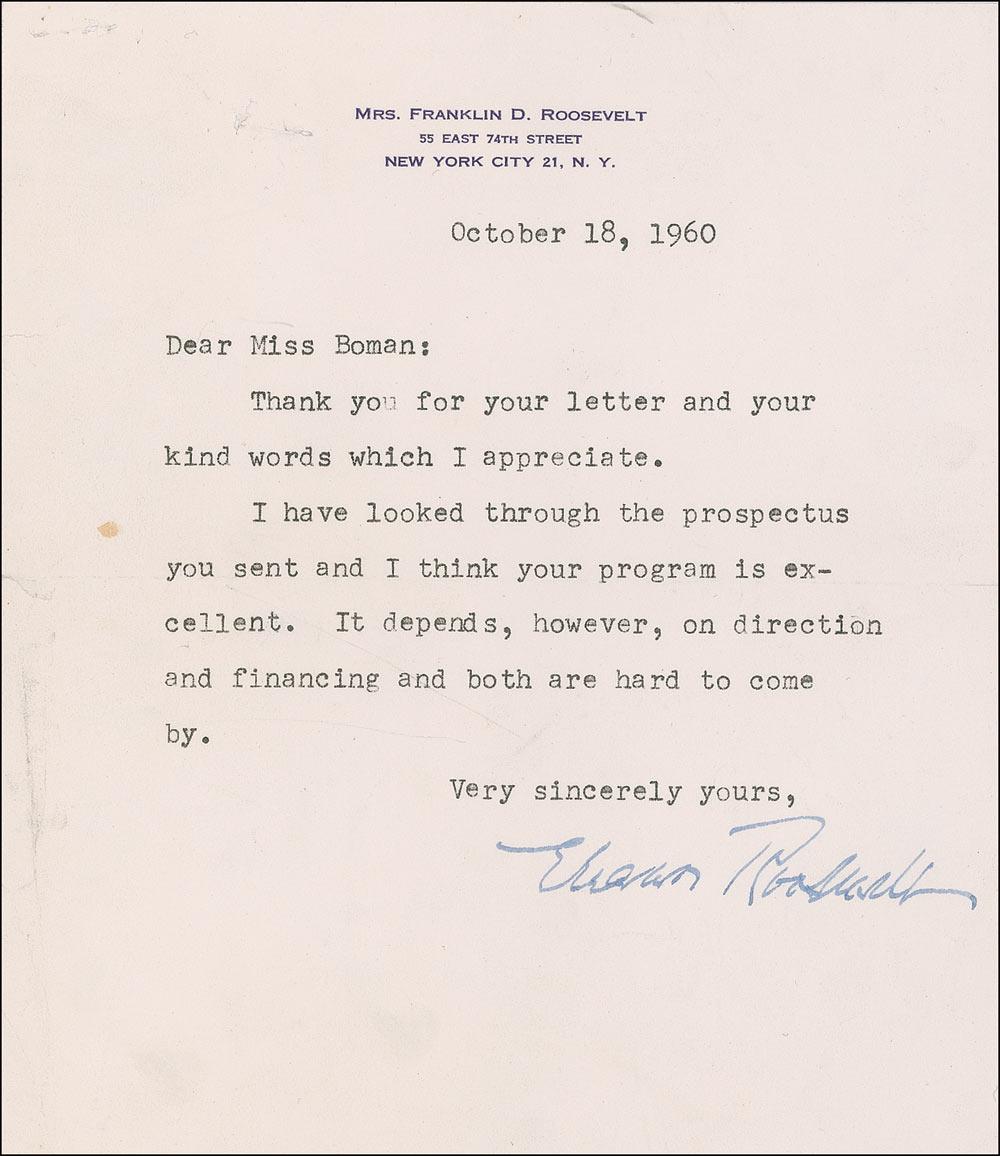 MRS. FRANKLIN D. ROOSEVELT
55 EAST 74TH STREET
NEW YORK CITY 21, N. Y.
October 18, 1960
Dear Miss Boman:
Thank you for your letter and your
kind words which I appreciate.
I have looked through the prospectus
you sent and I think your program is ex-
cellent. It depends, however, on direction
and financing and both are hard to come
by.
Very sincerely yours,
Eleanor Roosevelt